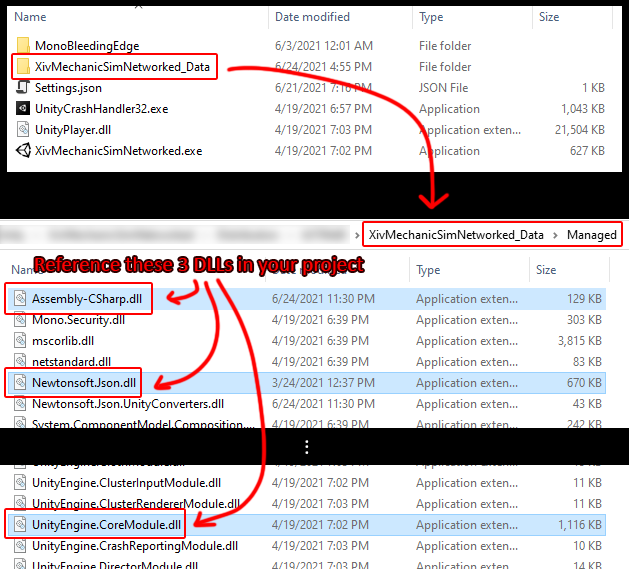 Name Date modified Type Size
MonoBleedingEdge 6/3/2021 12:01 AM File folder
XivMechanicSimNetworked_Data 6/24/2021 4:55 PM File folder
Settings.json 6/21/2021 7:16 PM JSON File 1 KB
UnityCrashHandler32.exe 4/19/2021 6:57 PM Application 1,043 KB
UnityPlayer.dll 4/19/2021 7:03 PM Application exten... 21,504 KB
XivMechanicSimNetworked.exe 4/19/2021 7:02 PM Application 627 KB
XivMechanicSimNetworked_Data > Managed
Reference these 3 DLLs in your project
Type Size
Assembly-CSharp.dll 6/24/2021 11:30 PM Application exten... 129 KB
Mono.Security.dll 4/19/2021 6:39 PM Application exten... 303 KB
mscorlib.dll 4/19/2021 6:39 PM Application exten... 3,815 KB
netstandard.dll 4/19/2021 6:39 PM Application exten... 83 KB
Newtonsoft.Json.dll 3/24/2021 12:37 PM Application exten... 670 KB
Newtonsoft.Json.UnityConverters.dll 6/24/2021 11:30 PM Application exten... 43 KB
System.ComponentModel.Composition.... 4/19/2021 6:39 PM Application exten... 242 KB
UnityEngine.ClusterInputModule.dll 4/19/2021 7:02 PM Application exten... 11 KB
UnityEngine.ClusterRendererModule.dll 4/19/2021 7:03 PM Application exten... 11 KB
UnityEngine.CoreModule.dll 4/19/2021 7:02 PM Application exten... 1,116 KB
UnityEngine.CrashReportingModule.dll 4/19/2021 7:03 PM Application exten... 10 KB
UnityEngine.DirectorModule.dll 4/19/2021 7:03 PM Application exten... 14 KB